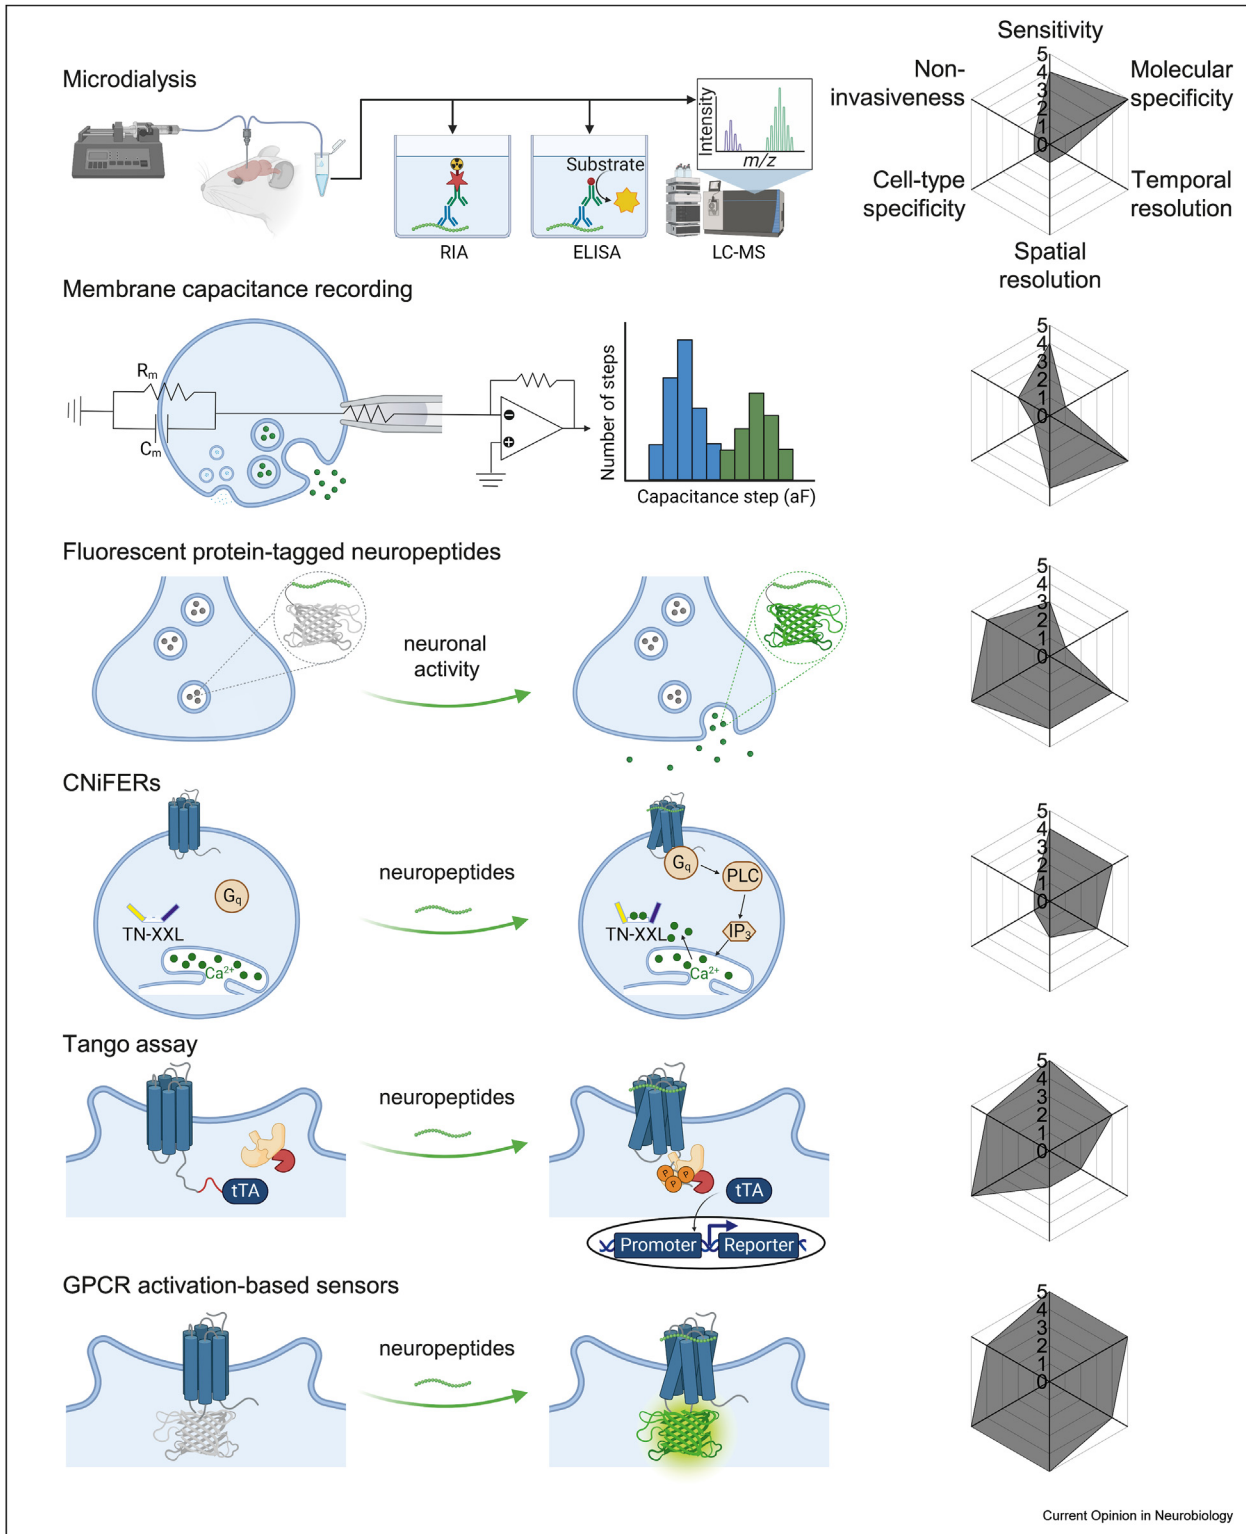 Microdialysis
Substrate
RIA
ELISA
LC-MS
Intensity
m/z
Sensitivity
Non-
invasiveness
Molecular
specificity
Cell-type
specificity
Temporal
resolution
Spatial
resolution
5
4
3
2
1
0
Membrane capacitance recording
Rm
Cm
Number of steps
Capacitance step (aF)
5
4
3
2
1
0
Fluorescent protein-tagged neuropeptides
neuronal
activity
5
4
3
2
1
0
CNiFERs
Gq
TN-XXL
Ca2+
neuropeptides
Gq
PLC
IP3
TN-XXL
Ca2+
5
4
3
2
1
0
Tango assay
tTA
neuropeptides
P
P
P
tTA
Promoter
Reporter
5
4
3
2
1
0
GPCR activation-based sensors
neuropeptides
5
4
3
2
1
0
Current Opinion in Neurobiology